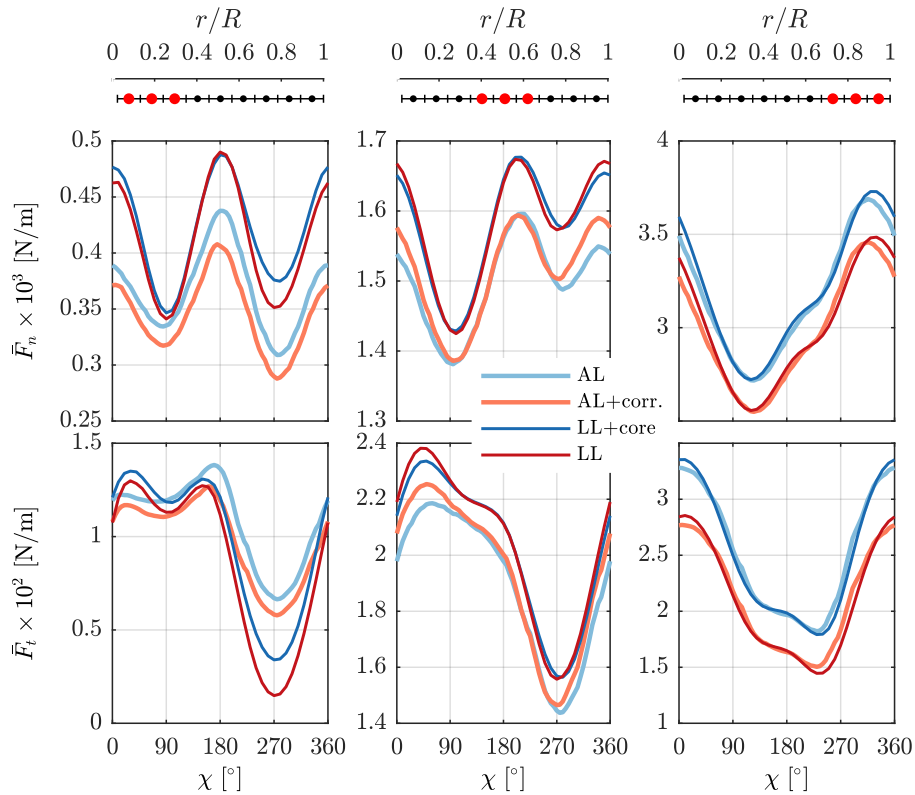 r/R r/R r/R
0 0.2 0.4 0.6 0.8 1 0 0.2 0.4 0.6 0.8 1 0 0.2 0.4 0.6 0.8 1
0.5 1.7 4
0.45
1.6 3.5
0.4
1.5
0.35 3
1.4
0.3
0.25 1.3
F̄ₙ × 10³ [N/m]
AL
AL+corr.
LL+core
LL
1.5 2.4 3.5
2.2 3
1
2.5
2
2
0.5
1.8
1.5
1.6
0 1.4 1
F̄ₜ × 10² [N/m]
0 90 180 270 360 0 90 180 270 360 0 90 180 270 360
χ [°] χ [°] χ [°]